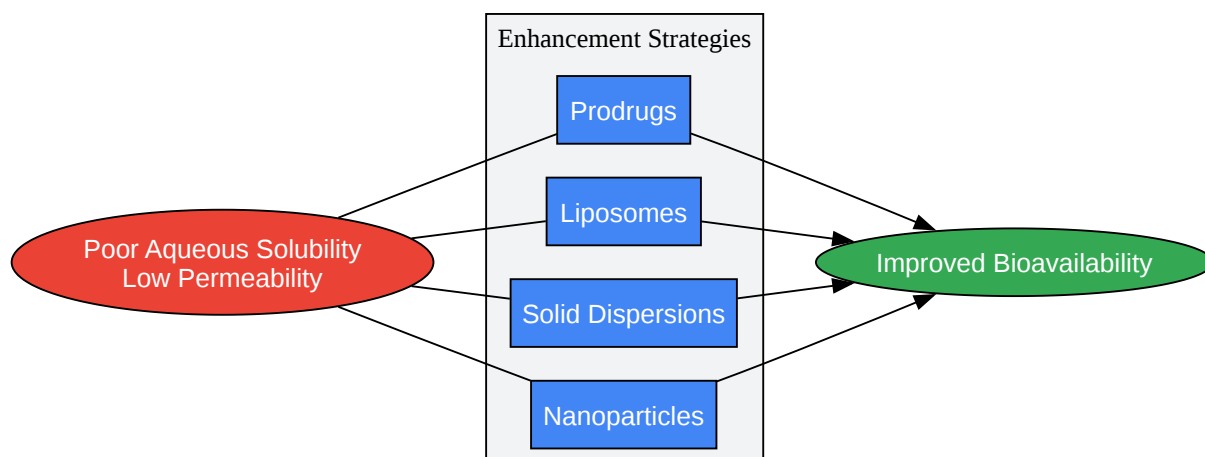 Enhancement Strategies
Prodrugs
Liposomes
Poor Aqueous Solubility
Low Permeability
Improved Bioavailability
Solid Dispersions
Nanoparticles